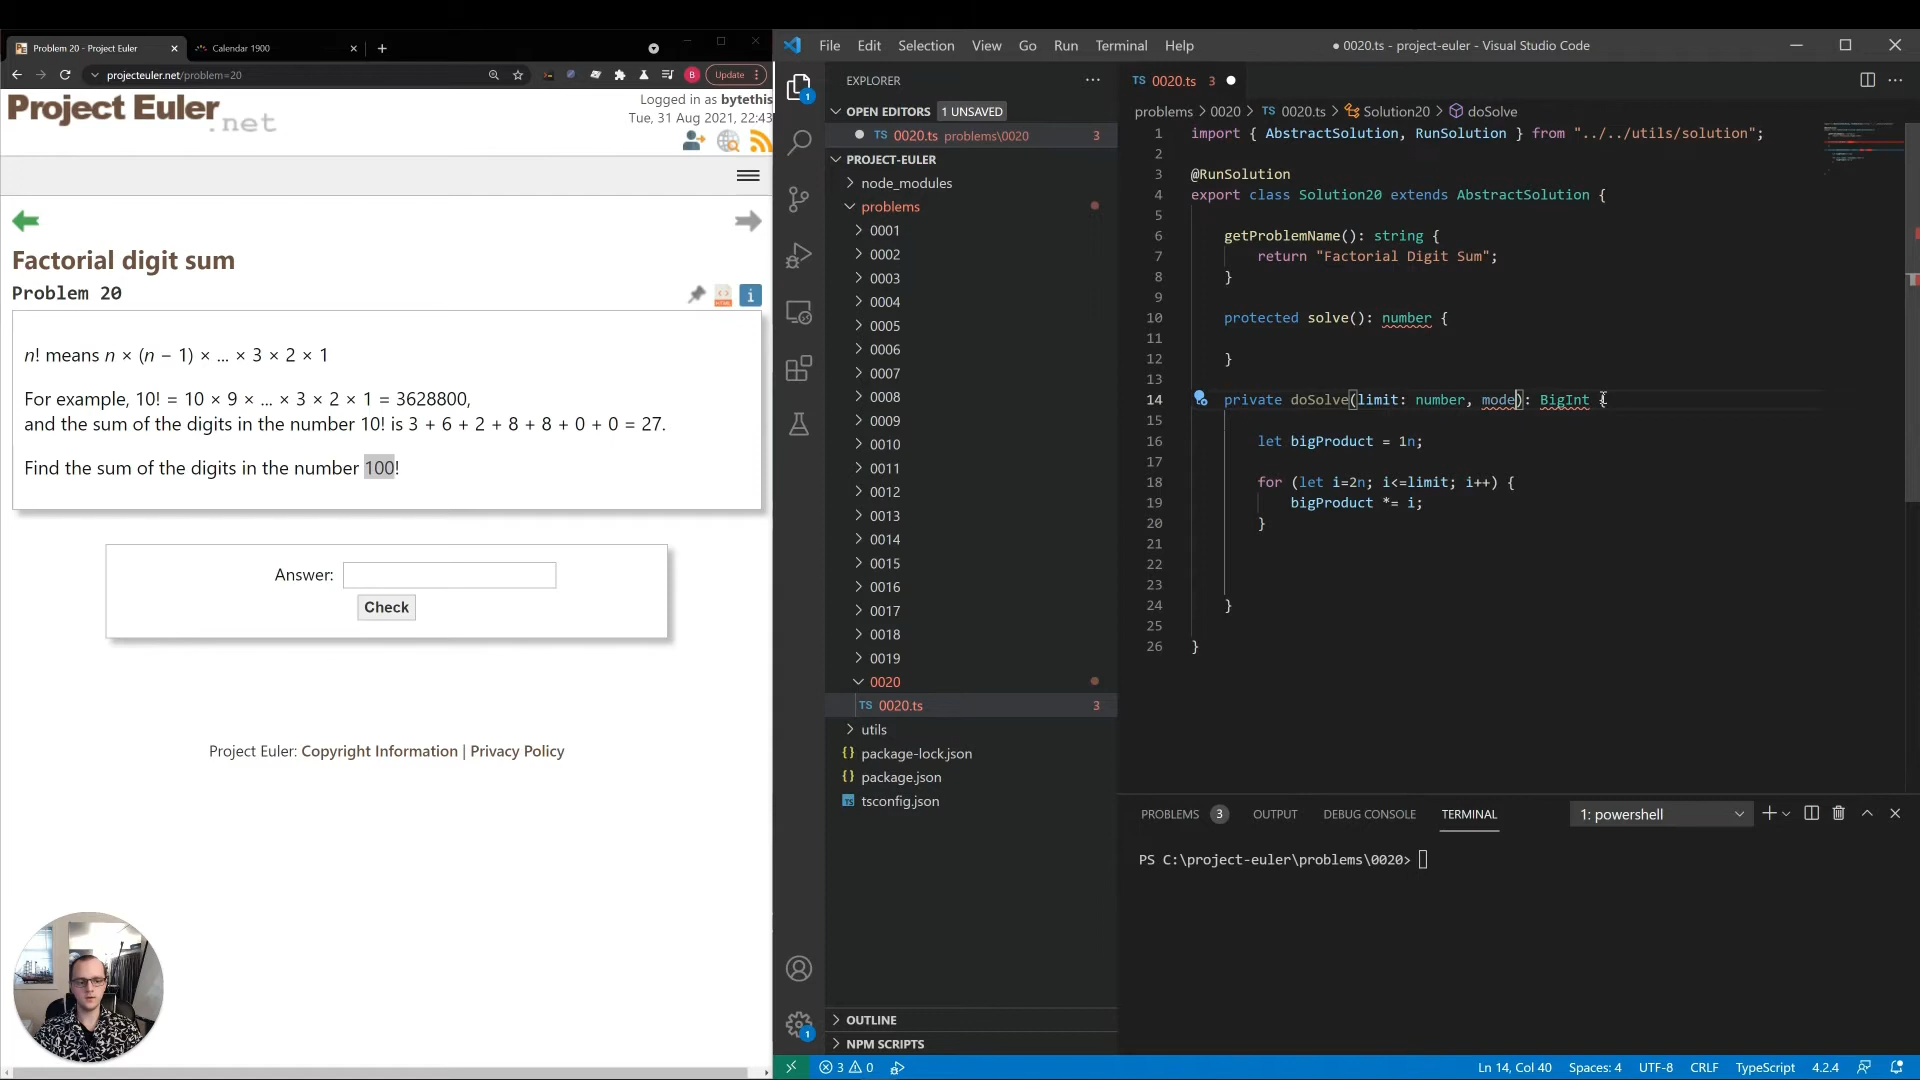 Problem 20 - Project Euler
Calendar 1900
projecteuler.net/problem=20
B
Update
Project Euler
.net
Logged in as bytethis
Tue, 31 Aug 2021, 22:43
Factorial digit sum
Problem 20
n! means n × (n − 1) × ... × 3 × 2 × 1
For example, 10! = 10 × 9 × ... × 3 × 2 × 1 = 3628800,
and the sum of the digits in the number 10! is 3 + 6 + 2 + 8 + 8 + 0 + 0 = 27.
Find the sum of the digits in the number 100!
Answer:
Check
Project Euler: Copyright Information | Privacy Policy
File Edit Selection View Go Run Terminal Help
● 0020.ts - project-euler - Visual Studio Code
EXPLORER
OPEN EDITORS 1 UNSAVED
TS 0020.ts problems\0020 3
PROJECT-EULER
node_modules
problems
0001
0002
0003
0004
0005
0006
0007
0008
0009
0010
0011
0012
0013
0014
0015
0016
0017
0018
0019
0020
TS 0020.ts 3
utils
{} package-lock.json
{} package.json
tsconfig.json
OUTLINE
NPM SCRIPTS
TS 0020.ts 3
problems > 0020 > TS 0020.ts > Solution20 > doSolve
1 import { AbstractSolution, RunSolution } from "../../utils/solution";
2
3 @RunSolution
4 export class Solution20 extends AbstractSolution {
5
6 getProblemName(): string {
7 return "Factorial Digit Sum";
8 }
9
10 protected solve(): number {
11
12 }
13
14 private doSolve(limit: number, mode): BigInt {
15
16 let bigProduct = 1n;
17
18 for (let i=2n; i<=limit; i++) {
19 bigProduct *= i;
20 }
21
22
23
24 }
25
26 }
PROBLEMS 3 OUTPUT DEBUG CONSOLE TERMINAL 1: powershell
PS C:\project-euler\problems\0020>
3 0
Ln 14, Col 40 Spaces: 4 UTF-8 CRLF TypeScript 4.2.4